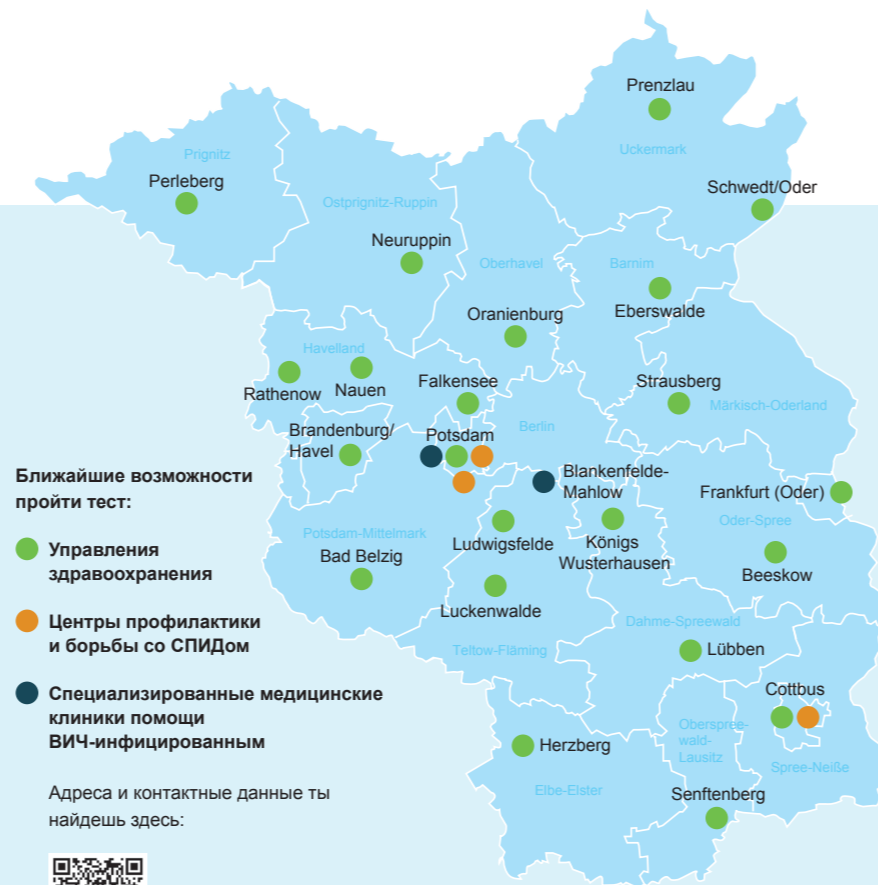 Prenzlau
Uckermark
Prignitz
Perleberg
Schwedt/Oder
Ostprignitz-Ruppin
Neuruppin
Oberhavel
Barnim
Eberswalde
Oranienburg
Havelland
Rathenow
Nauen
Falkensee
Strausberg
Märkisch-Oderland
Berlin
Brandenburg/
Havel
Potsdam
Blankenfelde-
Mahlow
Frankfurt (Oder)
Oder-Spree
Potsdam-Mittelmark
Bad Belzig
Ludwigsfelde
Königs
Wusterhausen
Beeskow
Luckenwalde
Teltow-Fläming
Dahme-Spreewald
Lübben
Cottbus
Herzberg
Oberspree-
wald-
Lausitz
Spree-Neiße
Elbe-Elster
Senftenberg
Ближайшие возможности
пройти тест:
Управления
здравоохранения
Центры профилактики
и борьбы со СПИДом
Специализированные медицинские
клиники помощи
ВИЧ-инфицированным
Адреса и контактные данные ты
найдешь здесь: